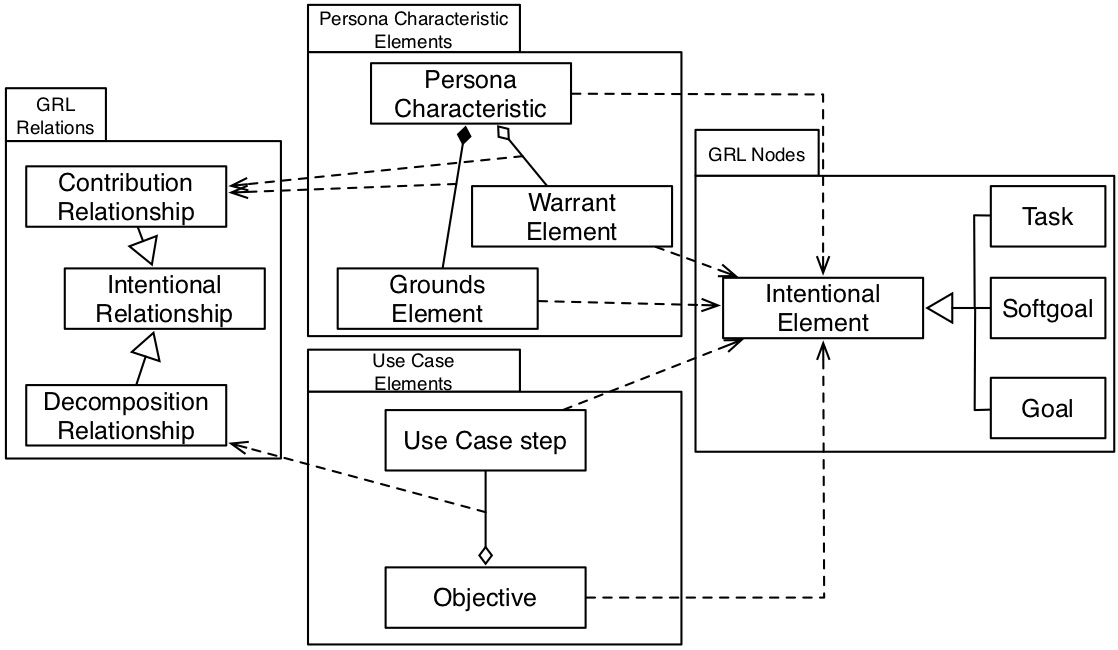 Persona Characteristic
Elements
Persona
Characteristic
Warrant
Element
Grounds
Element
GRL
Relations
Contribution
Relationship
Intentional
Relationship
Decomposition
Relationship
Use Case
Elements
Use Case step
Objective
GRL Nodes
Intentional
Element
Task
Softgoal
Goal